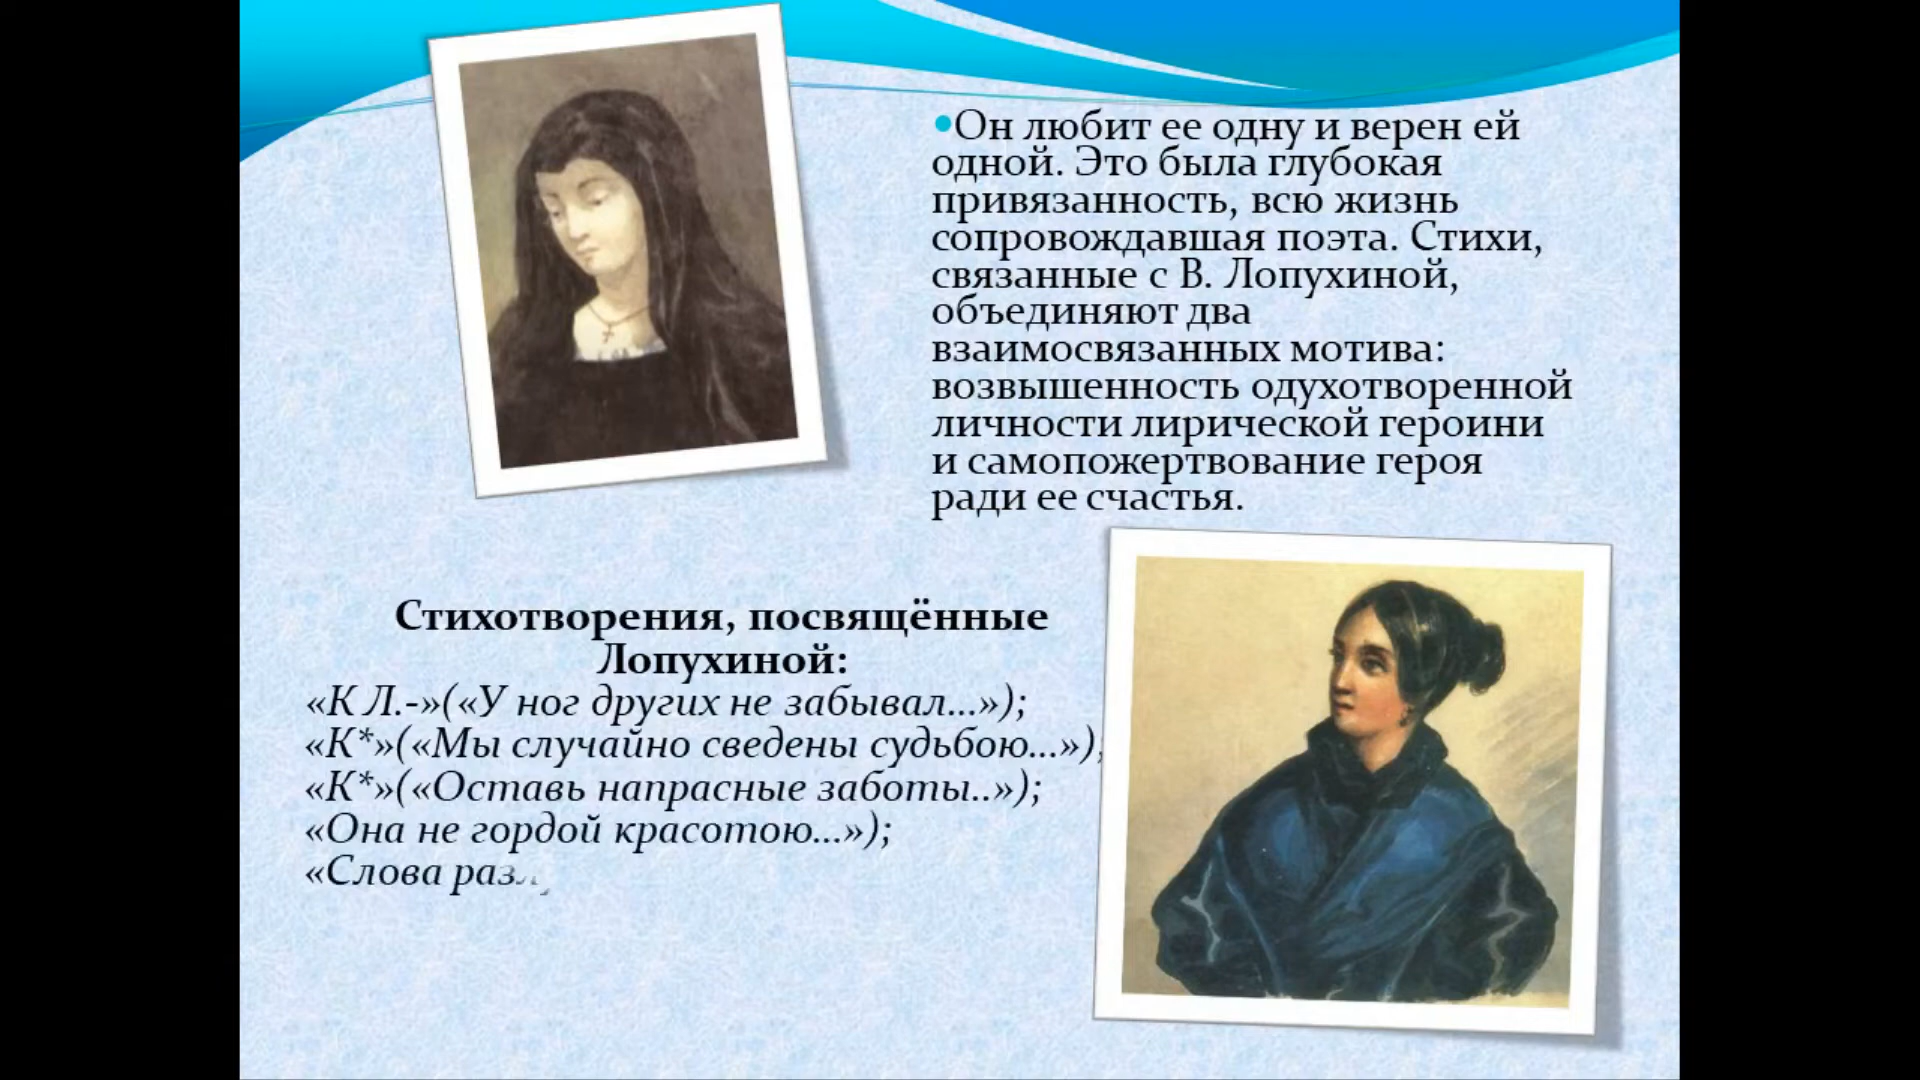 •Он любит ее одну и верен ей
одной. Это была глубокая
привязанность, всю жизнь
сопровождавшая поэта. Стихи,
связанные с В. Лопухиной,
объединяют два
взаимосвязанных мотива:
возвышенность одухотворенной
личности лирической героини
и самопожертвование героя
ради ее счастья.
Стихотворения, посвящённые
Лопухиной:
«К Л.-»(«У ног других не забывал...»);
«К*»(«Мы случайно сведены судьбою...»);
«К*»(«Оставь напрасные заботы..»);
«Она не гордой красотою...»);
«Слова